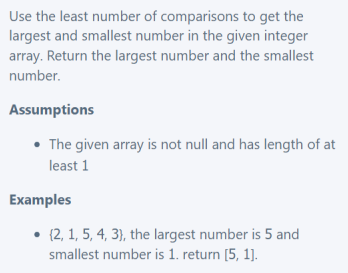 Use the least number of comparisons to get the
largest and smallest number in the given integer
array. Return the largest number and the smallest
number.
Assumptions
• The given array is not null and has length of at
least 1
Examples
• {2, 1, 5, 4, 3}, the largest number is 5 and
smallest number is 1. return [5, 1].